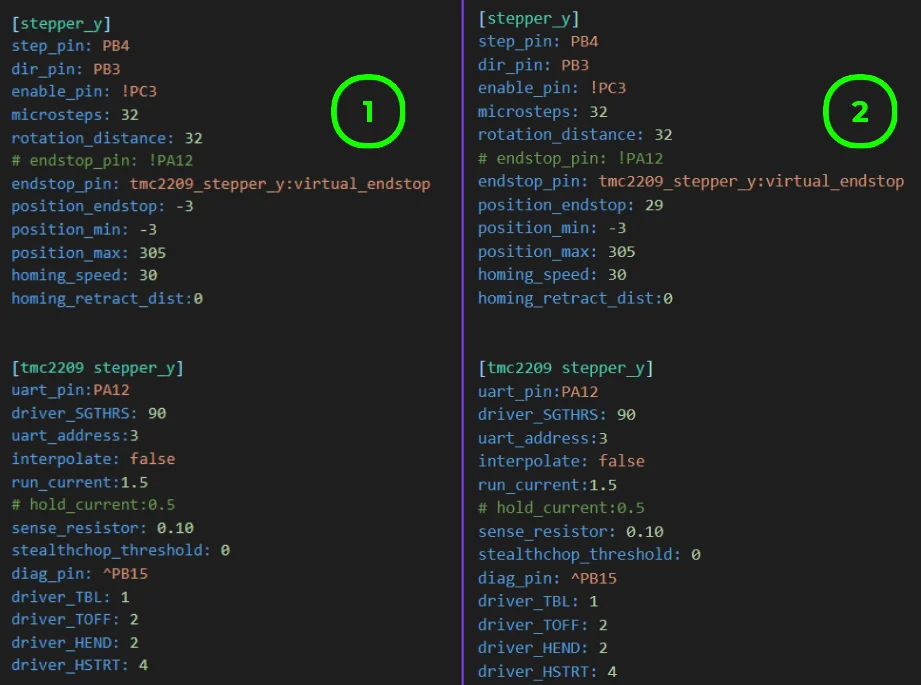 [stepper_y]
step_pin: PB4
dir_pin: PB3
enable_pin: !PC3
microsteps: 32
rotation_distance: 32
# endstop_pin: !PA12
endstop_pin: tmc2209_stepper_y:virtual_endstop
position_endstop: -3
position_min: -3
position_max: 305
homing_speed: 30
homing_retract_dist:0
[tmc2209 stepper_y]
uart_pin:PA12
driver_SGTHRS: 90
uart_address:3
interpolate: false
run_current:1.5
# hold_current:0.5
sense_resistor: 0.10
stealthchop_threshold: 0
diag_pin: ^PB15
driver_TBL: 1
driver_TOFF: 2
driver_HEND: 2
driver_HSTRT: 4
1
[stepper_y]
step_pin: PB4
dir_pin: PB3
enable_pin: !PC3
microsteps: 32
rotation_distance: 32
# endstop_pin: !PA12
endstop_pin: tmc2209_stepper_y:virtual_endstop
position_endstop: 29
position_min: -3
position_max: 305
homing_speed: 30
homing_retract_dist:0
[tmc2209 stepper_y]
uart_pin:PA12
driver_SGTHRS: 90
uart_address:3
interpolate: false
run_current:1.5
# hold_current:0.5
sense_resistor: 0.10
stealthchop_threshold: 0
diag_pin: ^PB15
driver_TBL: 1
driver_TOFF: 2
driver_HEND: 2
driver_HSTRT: 4
2